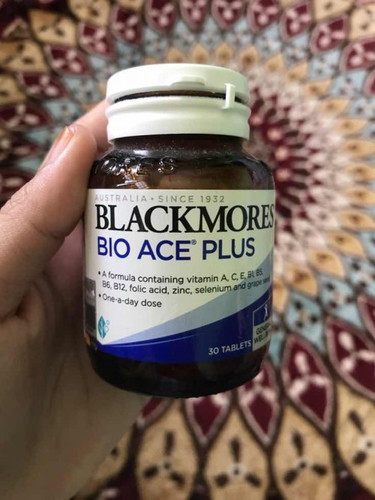 AUSTRALIA • SINCE 1932
BLACKMORES
BIO ACE® PLUS
• A formula containing vitamin A, C, E, B1, B5,
B6, B12, folic acid, zinc, selenium and grape seed
• One-a-day dose
30 TABLETS